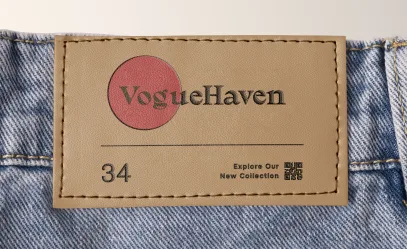 VogueHaven
34
Explore Our
New Collection